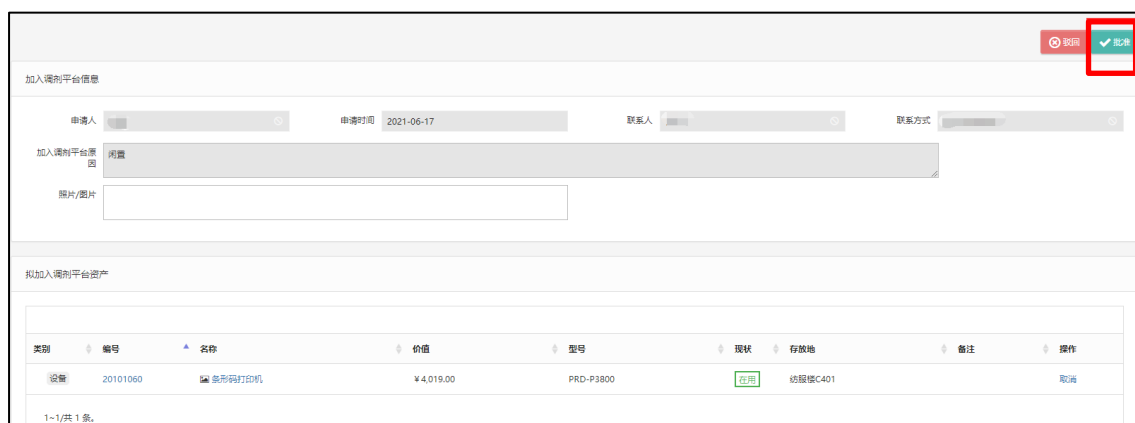 驳回 批准
加入调剂平台信息
申请人 申请时间 2021-06-17 联系人 联系方式
加入调剂平台原因 闲置
照片/图片
拟加入调剂平台资产
类别 编号 名称 价值 型号 现状 存放地 备注 操作
设备 20101060 条形码打印机 ¥4,019.00 PRD-P3800 在用 纺服楼C401 取消
1~1/共 1 条。